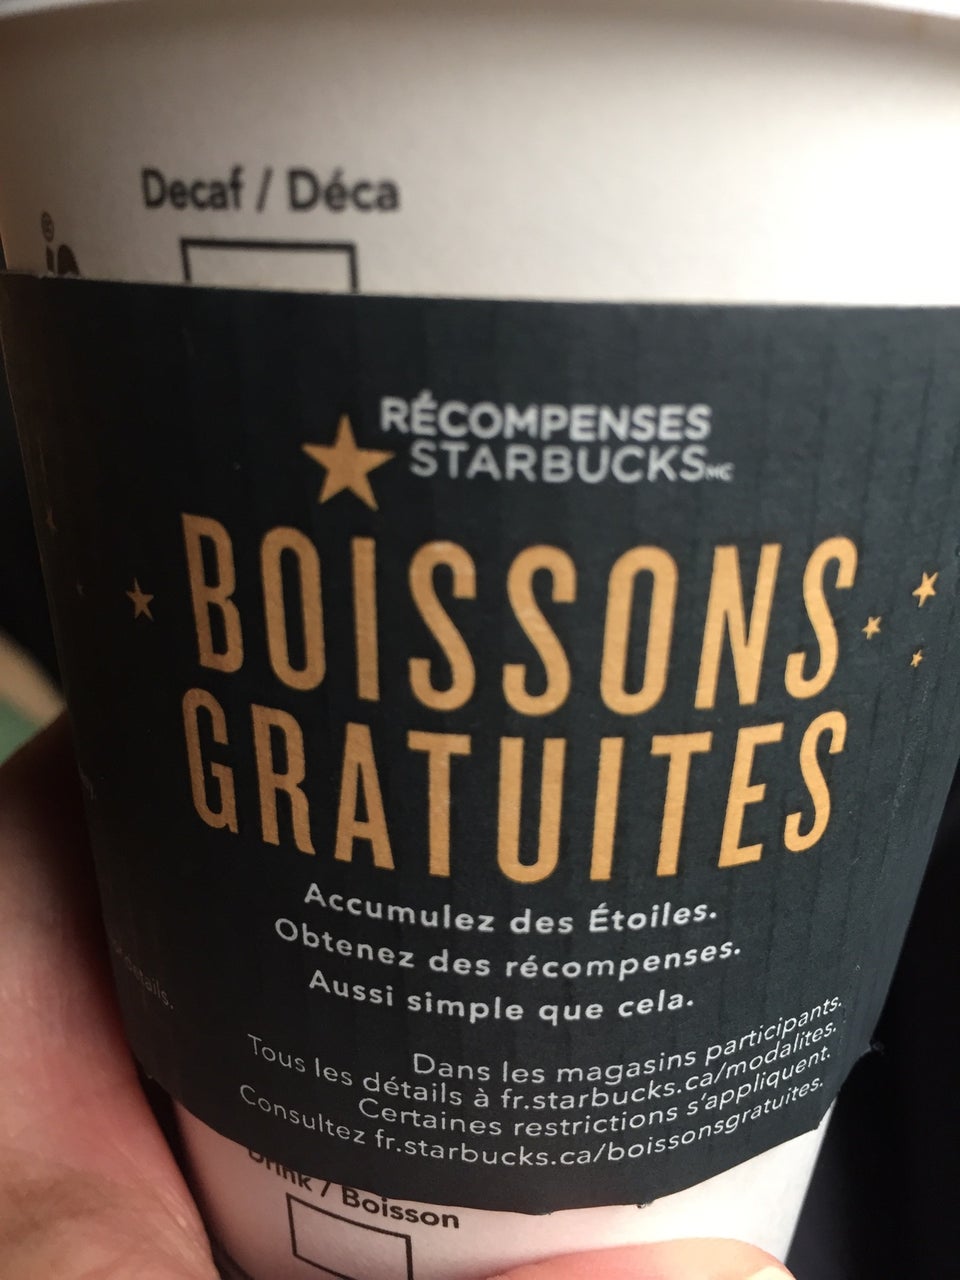 Decaf / Déca
RÉCOMPENSES
STARBUCKS MC
BOISSONS
GRATUITES
Accumulez des Étoiles.
Obtenez des récompenses.
Aussi simple que cela.
Dans les magasins participants.
Tous les détails à fr.starbucks.ca/modalites.
Certaines restrictions s'appliquent.
Consultez fr.starbucks.ca/boissonsgratuites.
Drink / Boisson